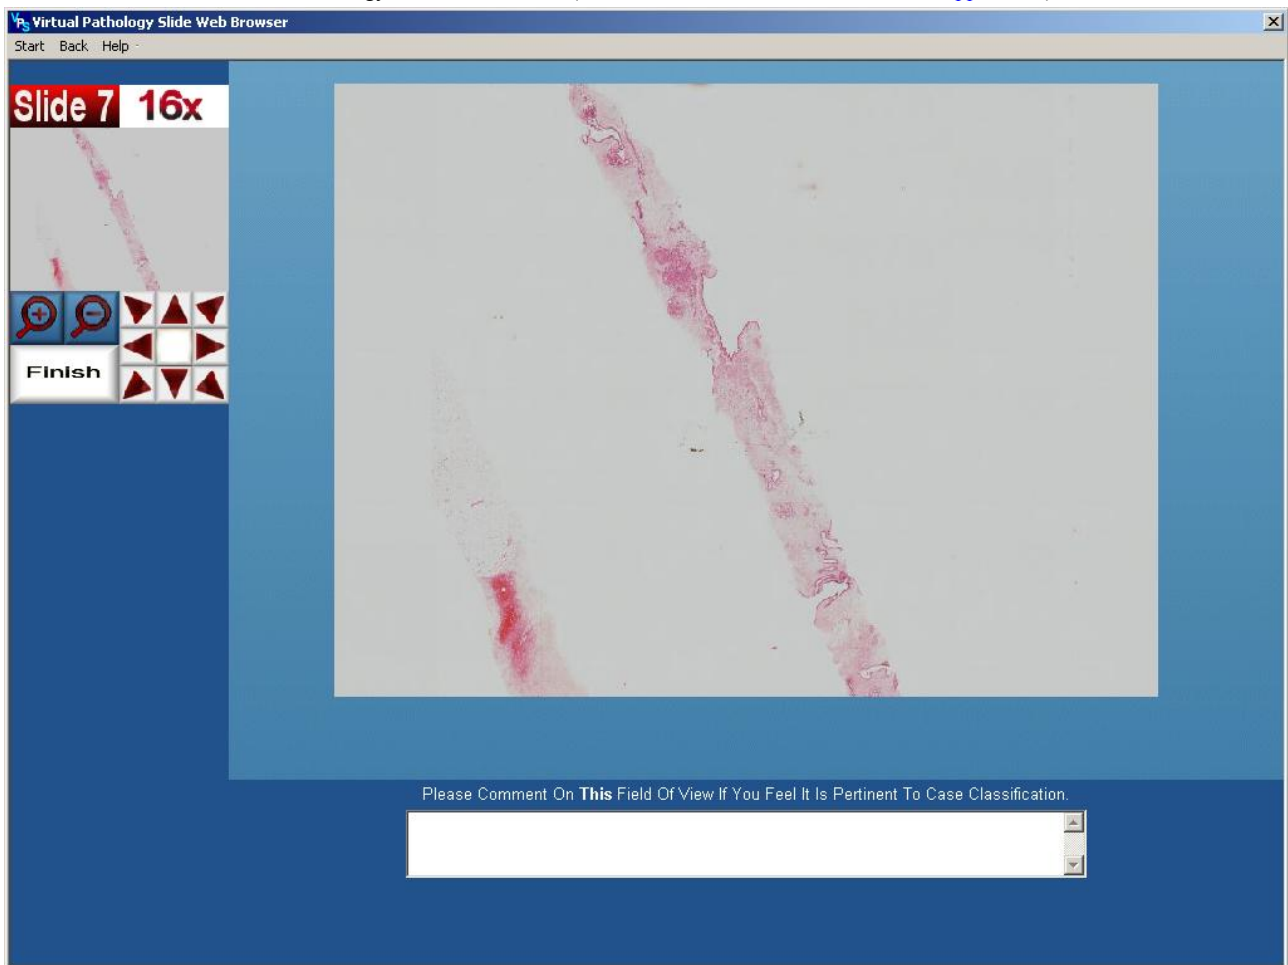 Virtual Pathology Slide Web Browser
Start Back Help
Slide 7 16x
Finish
Please Comment On This Field Of View If You Feel It Is Pertinent To Case Classification.